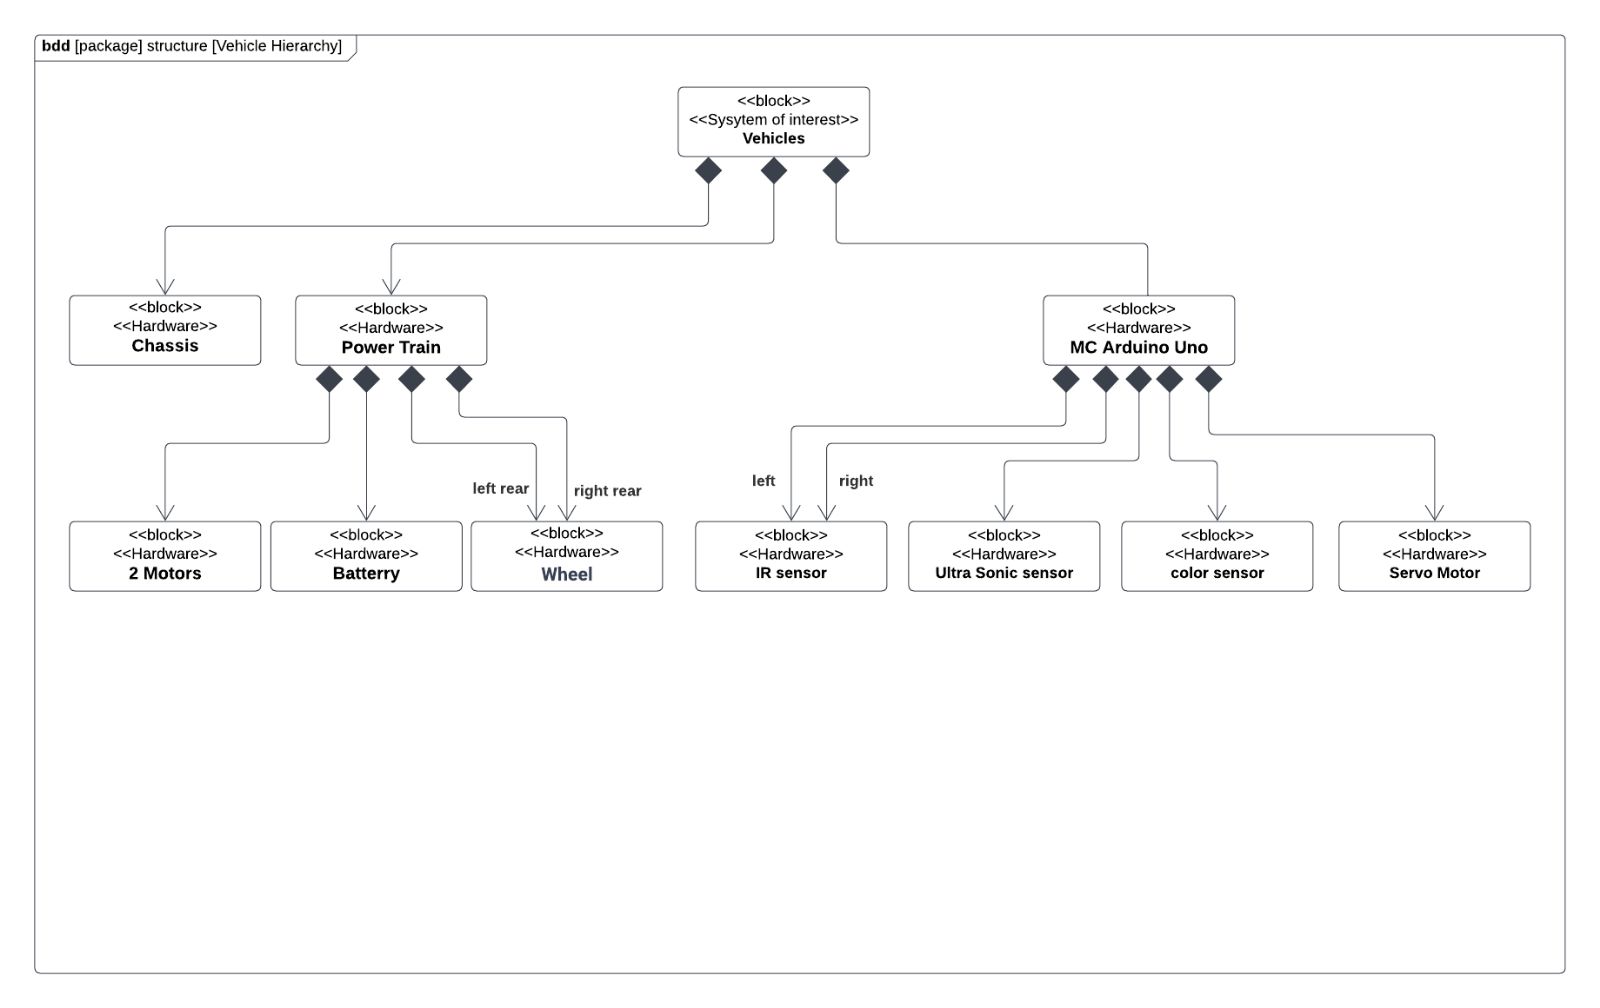 bdd [package] structure [Vehicle Hierarchy]
<<block>>
<<Sysytem of interest>>
Vehicles
<<block>>
<<Hardware>>
Chassis
<<block>>
<<Hardware>>
Power Train
<<block>>
<<Hardware>>
MC Arduino Uno
left rear
right rear
left
right
<<block>>
<<Hardware>>
2 Motors
<<block>>
<<Hardware>>
Batterry
<<block>>
<<Hardware>>
Wheel
<<block>>
<<Hardware>>
IR sensor
<<block>>
<<Hardware>>
Ultra Sonic sensor
<<block>>
<<Hardware>>
color sensor
<<block>>
<<Hardware>>
Servo Motor